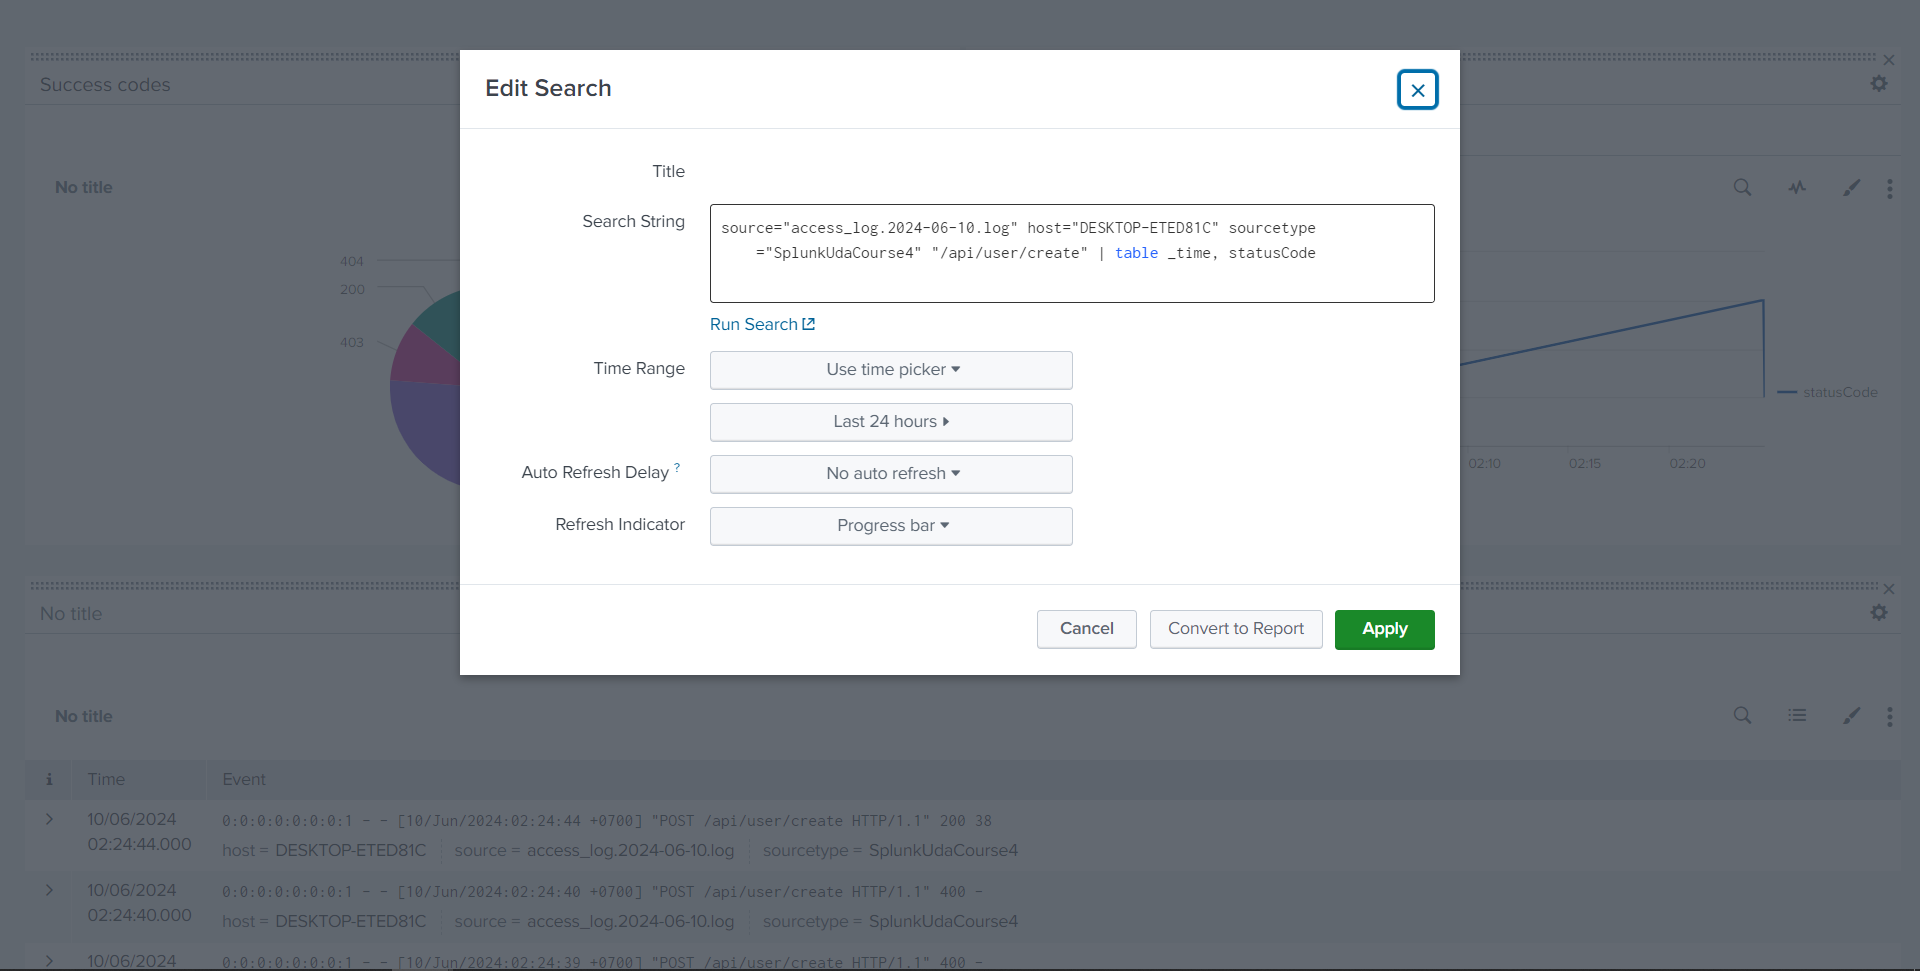 Success codes
No title
404
200
403
Edit Search
Title
Search String
source="access_log.2024-06-10.log" host="DESKTOP-ETED81C" sourcetype
="SplunkUdaCourse4" "/api/user/create" | table _time, statusCode
Run Search
Time Range
Use time picker
Last 24 hours
Auto Refresh Delay ?
No auto refresh
Refresh Indicator
Progress bar
Cancel
Convert to Report
Apply
statusCode
02:10
02:15
02:20
No title
No title
i
Time
Event
10/06/2024
02:24:44.000
0:0:0:0:0:0:0:1 - - [10/Jun/2024:02:24:44 +0700] "POST /api/user/create HTTP/1.1" 200 38
host = DESKTOP-ETED81C
source = access_log.2024-06-10.log
sourcetype = SplunkUdaCourse4
10/06/2024
02:24:40.000
0:0:0:0:0:0:0:1 - - [10/Jun/2024:02:24:40 +0700] "POST /api/user/create HTTP/1.1" 400 -
host = DESKTOP-ETED81C
source = access_log.2024-06-10.log
sourcetype = SplunkUdaCourse4
10/06/2024
0:0:0:0:0:0:0:1 - - [10/Jun/2024:02:24:39 +0700] "POST /api/user/create HTTP/1.1" 400 -